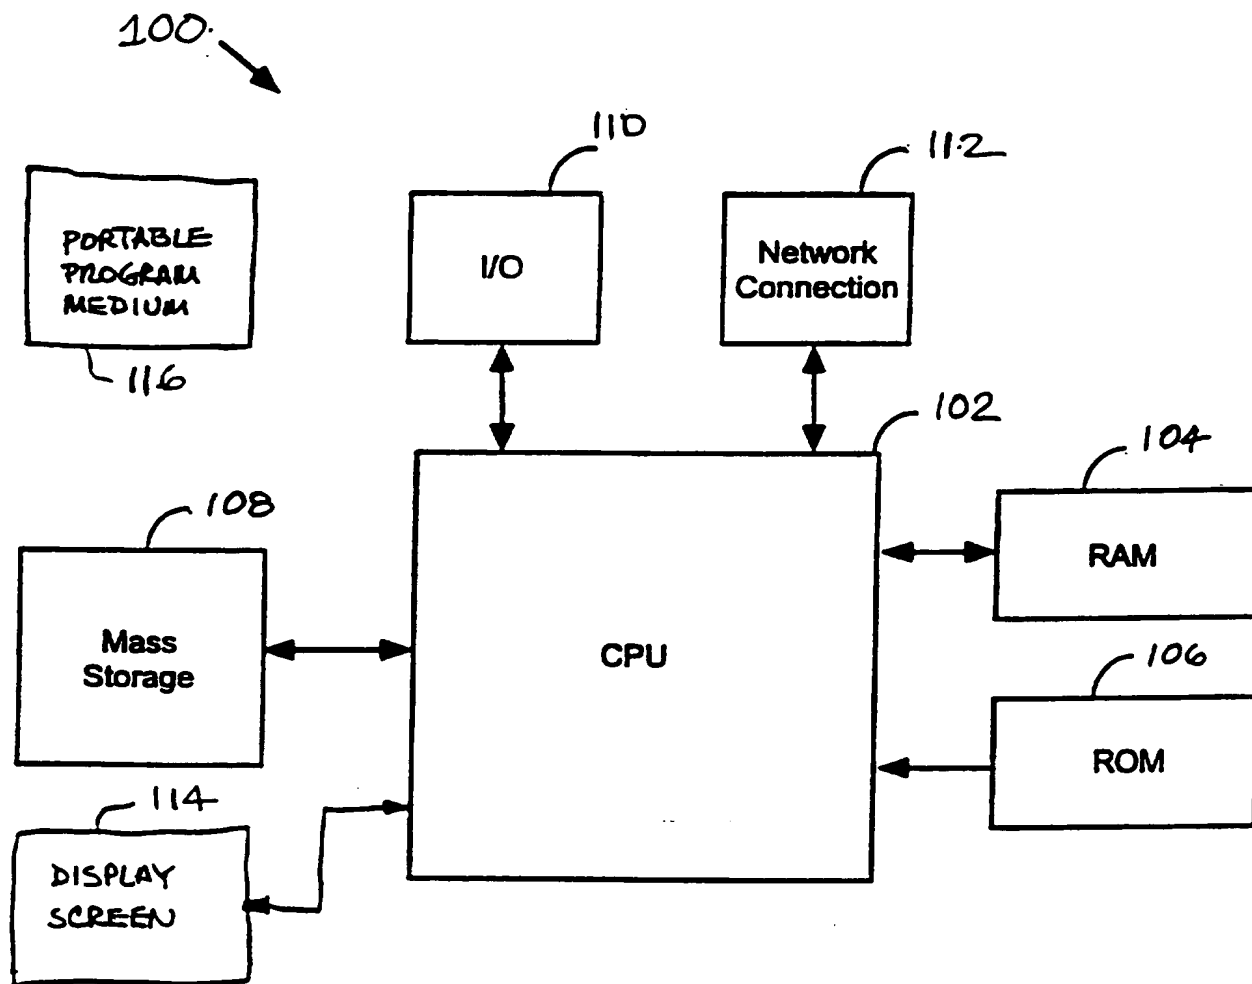 100
110
112
PORTABLE
PROGRAM
MEDIUM
I/O
Network
Connection
116
102
104
108
RAM
Mass
Storage
CPU
106
ROM
114
DISPLAY
SCREEN